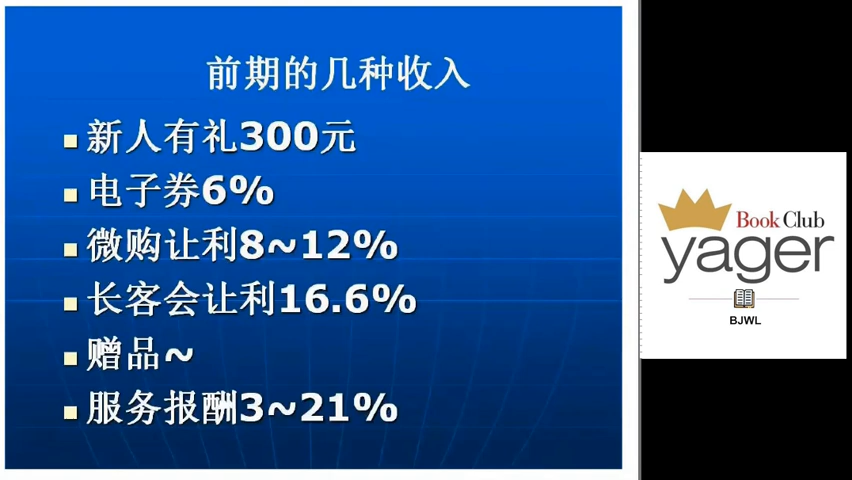 前期的几种收入
新人有礼300元
电子券6%
微购让利8~12%
长客会让利16.6%
赠品~
服务报酬3~21%
Book Club
yager
BJWL